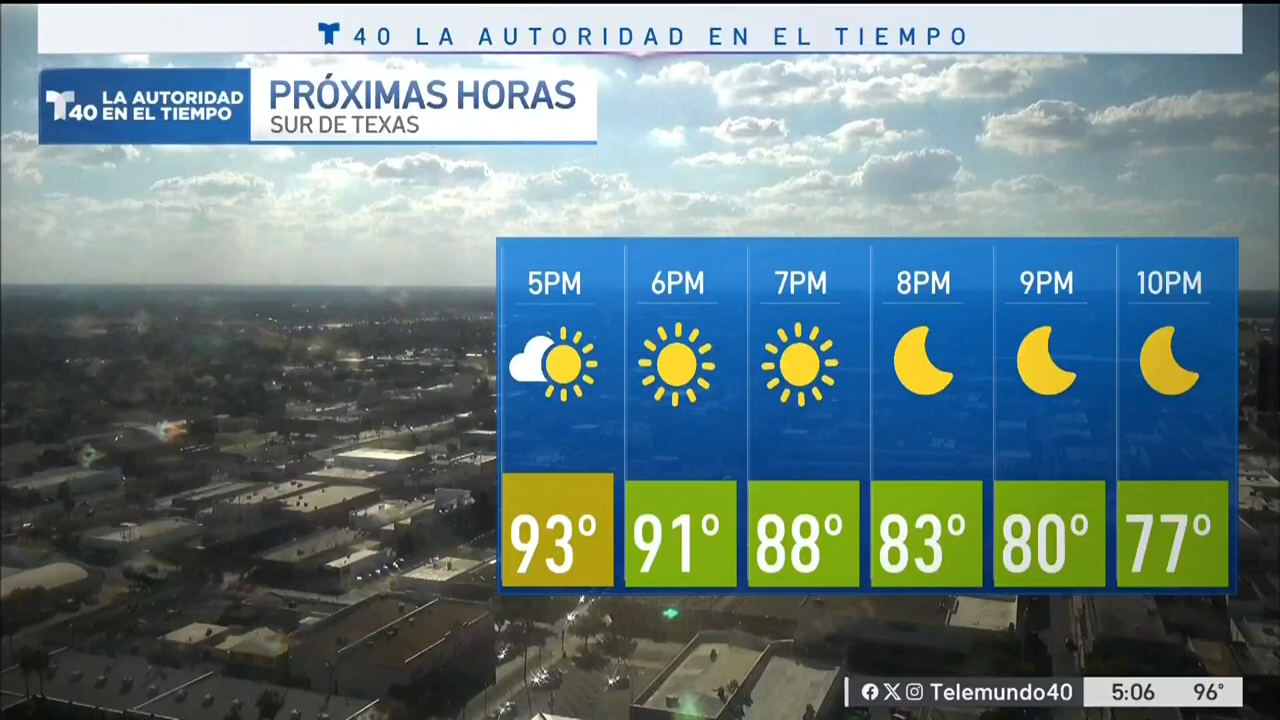 T 40 LA AUTORIDAD EN EL TIEMPO
T40 LA AUTORIDAD EN EL TIEMPO
PRÓXIMAS HORAS
SUR DE TEXAS
5PM 6PM 7PM 8PM 9PM 10PM
93° 91° 88° 83° 80° 77°
Telemundo40 5:06 96°